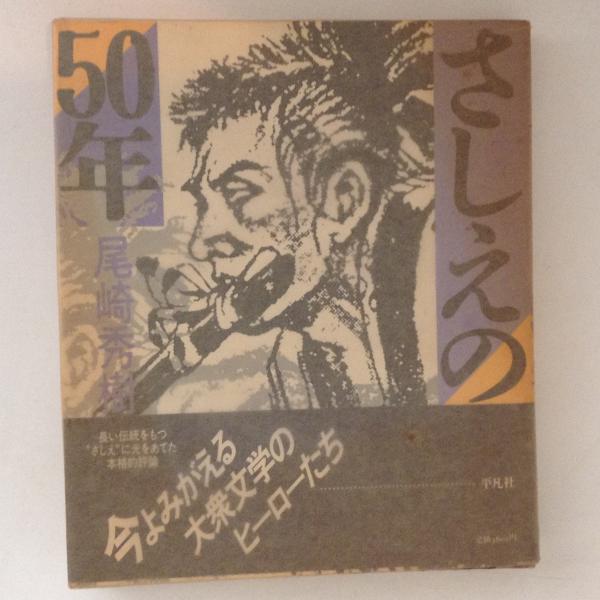 さしえの
50年
尾崎秀樹
長い伝統をもつ
“さしえ”に光をあてた
本格的評論
今よみがえる
大衆文学の
ヒーローたち
平凡社